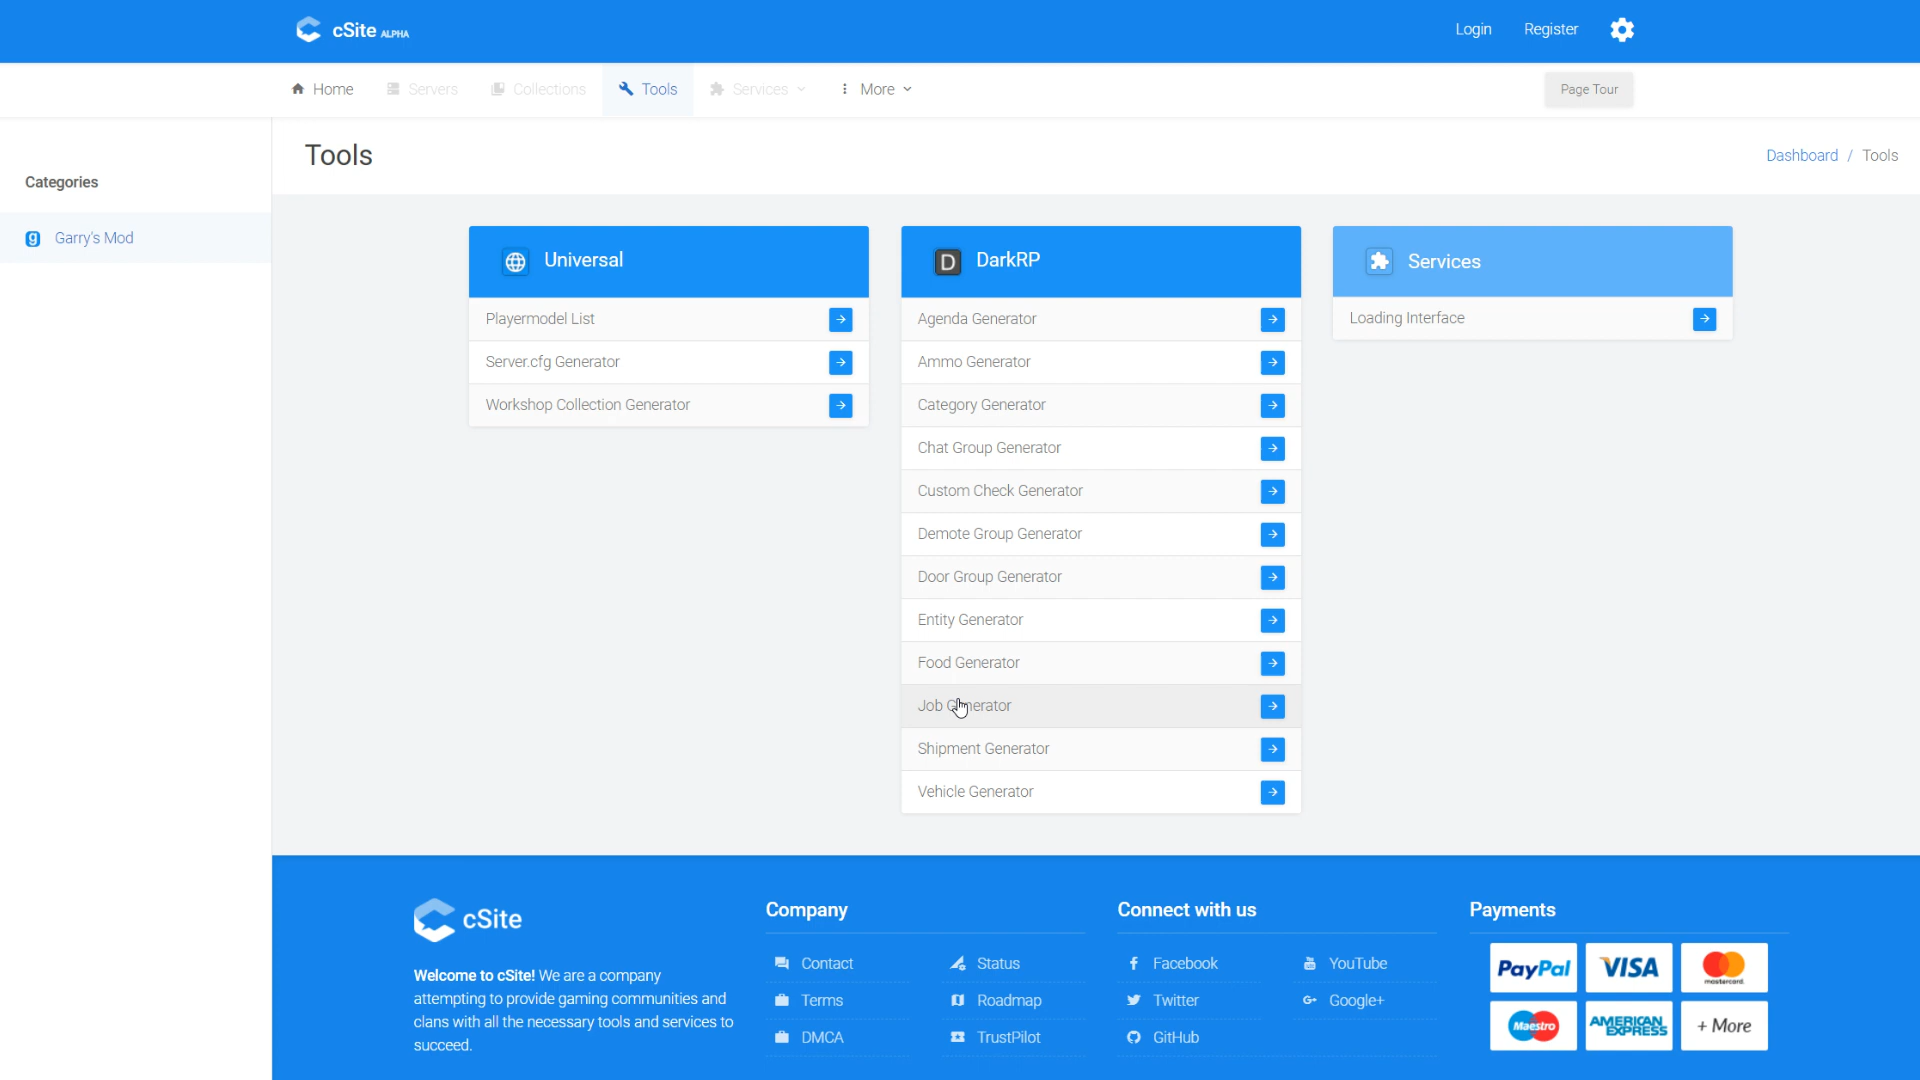 cSite ALPHA
Login
Register
Home
Servers
Collections
Tools
Services
More
Page Tour
Tools
Dashboard / Tools
Categories
Garry's Mod
Universal
Playermodel List
Server.cfg Generator
Workshop Collection Generator
D DarkRP
Agenda Generator
Ammo Generator
Category Generator
Chat Group Generator
Custom Check Generator
Demote Group Generator
Door Group Generator
Entity Generator
Food Generator
Job Generator
Shipment Generator
Vehicle Generator
Services
Loading Interface
cSite
Welcome to cSite! We are a company
attempting to provide gaming communities and
clans with all the necessary tools and services to
succeed.
Company
Contact
Status
Terms
Roadmap
DMCA
TrustPilot
Connect with us
Facebook
YouTube
Twitter
Google+
GitHub
Payments
PayPal
VISA
mastercard.
Maestro
AMERICAN
EXPRESS
+ More